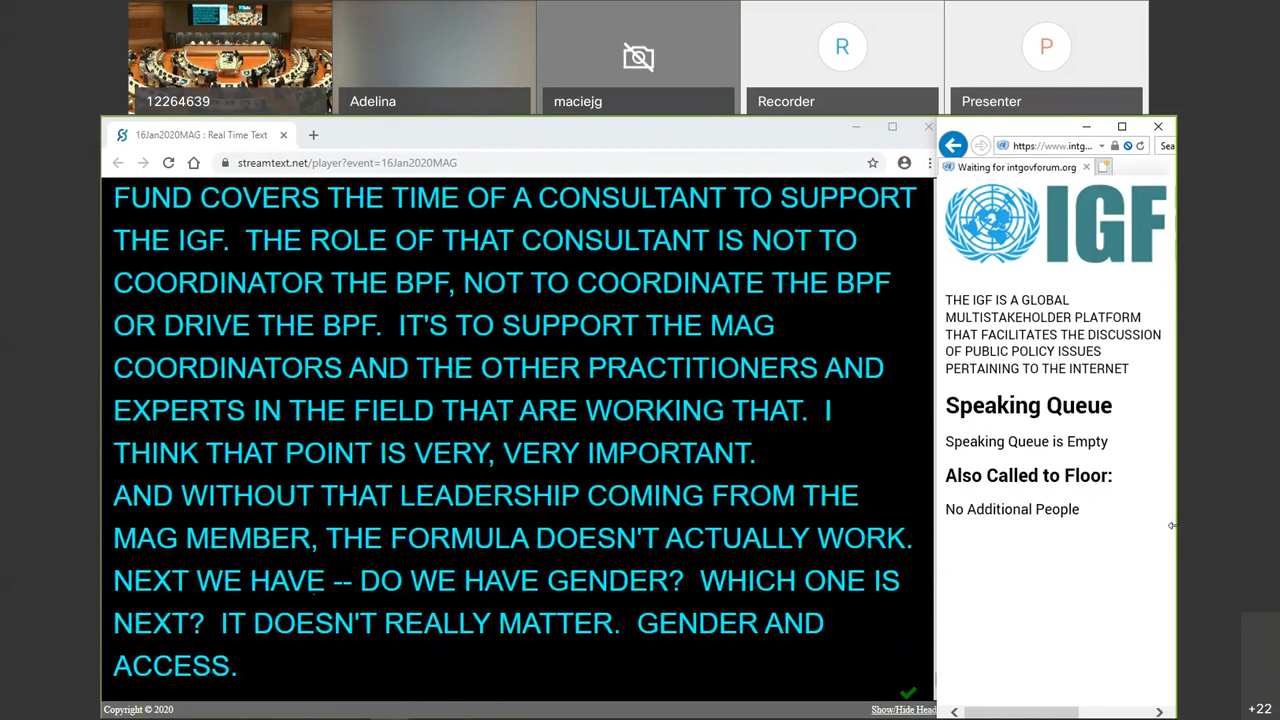 12264639
Adelina
maciejg
R
Recorder
P
Presenter
16Jan2020MAG : Real Time Text
streamtext.net/player?event=16Jan2020MAG
FUND COVERS THE TIME OF A CONSULTANT TO SUPPORT
THE IGF. THE ROLE OF THAT CONSULTANT IS NOT TO
COORDINATOR THE BPF, NOT TO COORDINATE THE BPF
OR DRIVE THE BPF. IT'S TO SUPPORT THE MAG
COORDINATORS AND THE OTHER PRACTITIONERS AND
EXPERTS IN THE FIELD THAT ARE WORKING THAT. I
THINK THAT POINT IS VERY, VERY IMPORTANT.
AND WITHOUT THAT LEADERSHIP COMING FROM THE
MAG MEMBER, THE FORMULA DOESN'T ACTUALLY WORK.
NEXT WE HAVE -- DO WE HAVE GENDER? WHICH ONE IS
NEXT? IT DOESN'T REALLY MATTER. GENDER AND
ACCESS.
Copyright © 2020
Show/Hide Head
https://www.intg...
Sea
Waiting for intgovforum.org
IGF
THE IGF IS A GLOBAL
MULTISTAKEHOLDER PLATFORM
THAT FACILITATES THE DISCUSSION
OF PUBLIC POLICY ISSUES
PERTAINING TO THE INTERNET
Speaking Queue
Speaking Queue is Empty
Also Called to Floor:
No Additional People
+22